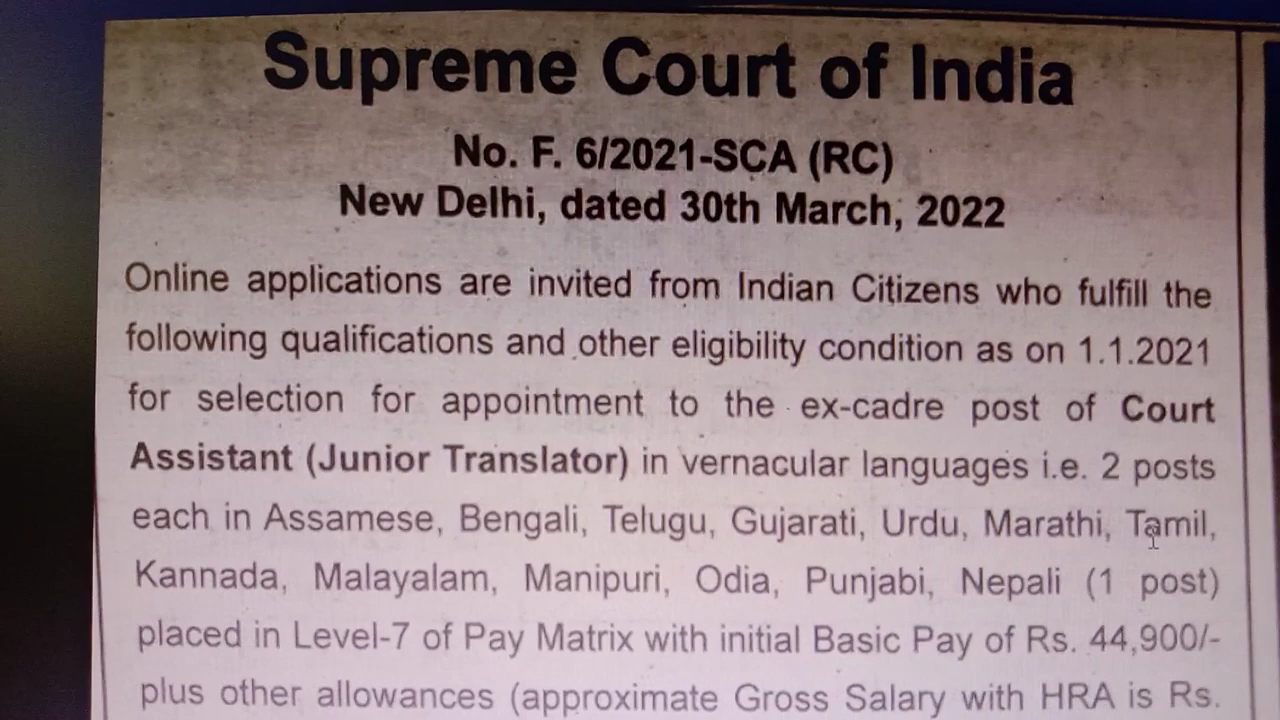 Supreme Court of India
No. F. 6/2021-SCA (RC)
New Delhi, dated 30th March, 2022
Online applications are invited from Indian Citizens who fulfill the
following qualifications and other eligibility condition as on 1.1.2021
for selection for appointment to the ex-cadre post of Court
Assistant (Junior Translator) in vernacular languages i.e. 2 posts
each in Assamese, Bengali, Telugu, Gujarati, Urdu, Marathi, Tamil,
Kannada, Malayalam, Manipuri, Odia, Punjabi, Nepali (1 post)
placed in Level-7 of Pay Matrix with initial Basic Pay of Rs. 44,900/-
plus other allowances (approximate Gross Salary with HRA is Rs.